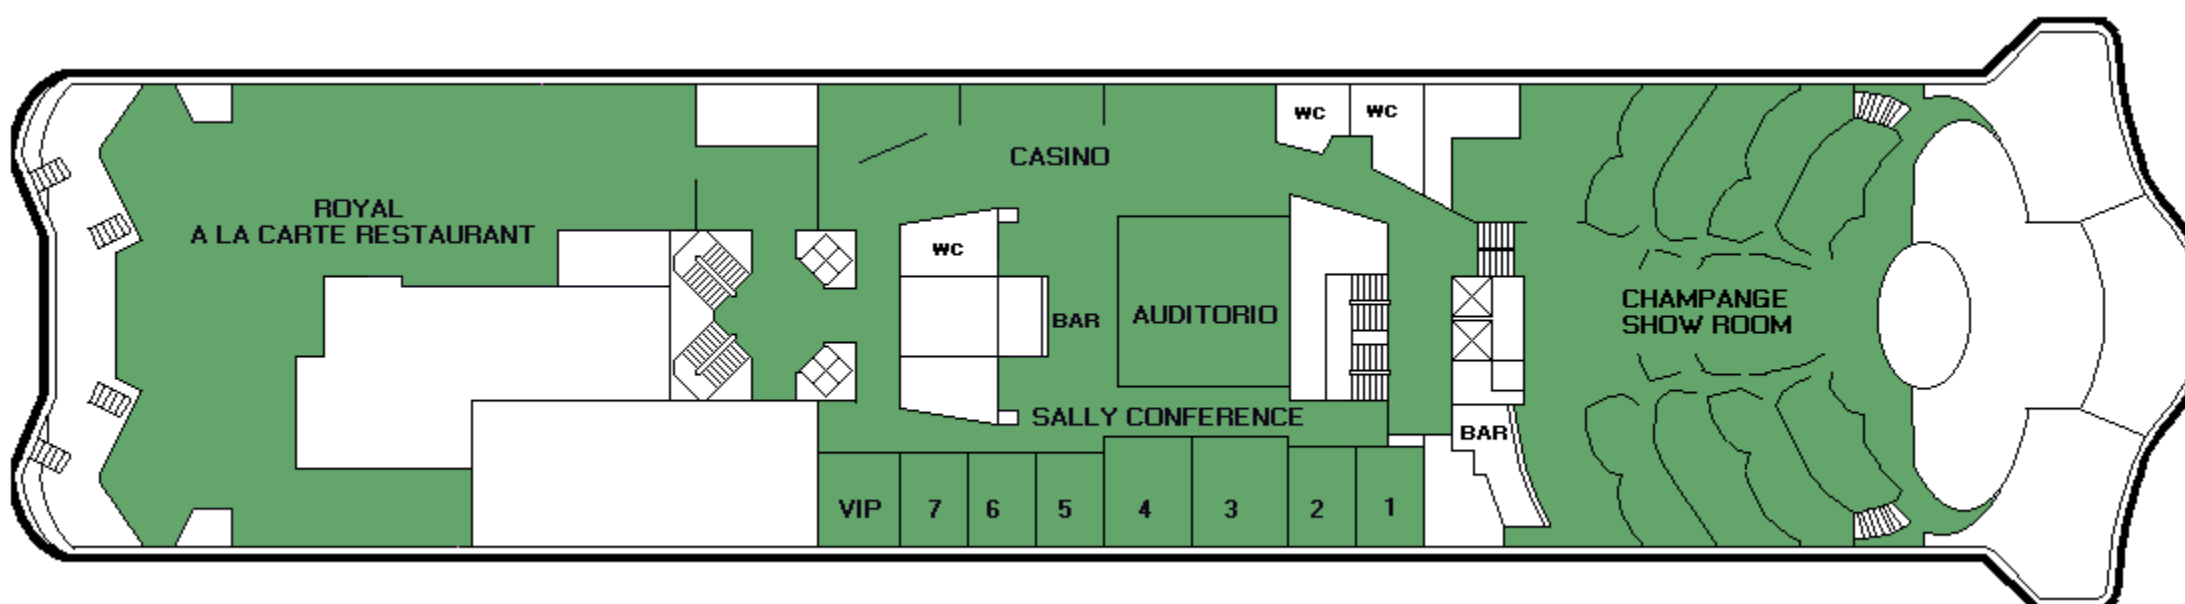 WC
WC
CASINO
ROYAL
A LA CARTE RESTAURANT
WC
CHAMPANGE
SHOW ROOM
BAR
AUDITORIO
SALLY CONFERENCE
BAR
VIP
7
6
5
4
3
2
1